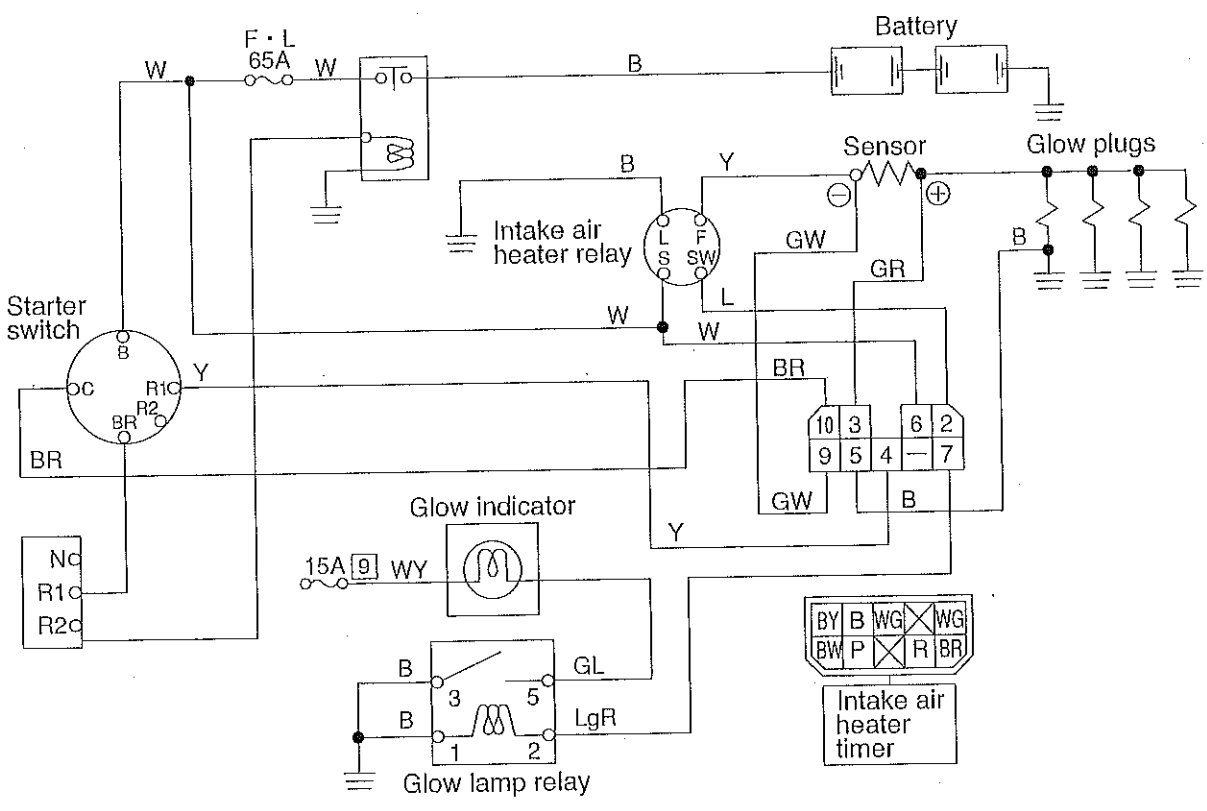 F · L
65A
Battery
W
W
B
B
Y
Sensor
Glow plugs
⊖
⊕
Intake air
heater relay
L
F
S
SW
GW
GR
B
L
W
W
Starter
switch
B
C
R1
R2
BR
Y
BR
BR
10
3
6
2
9
5
4
—
7
GW
B
Y
Glow indicator
15A
9
WY
N
R1
R2
B
3
5
GL
B
1
2
LgR
Glow lamp relay
BY
B
WG
WG
BW
P
R
BR
Intake air
heater
timer